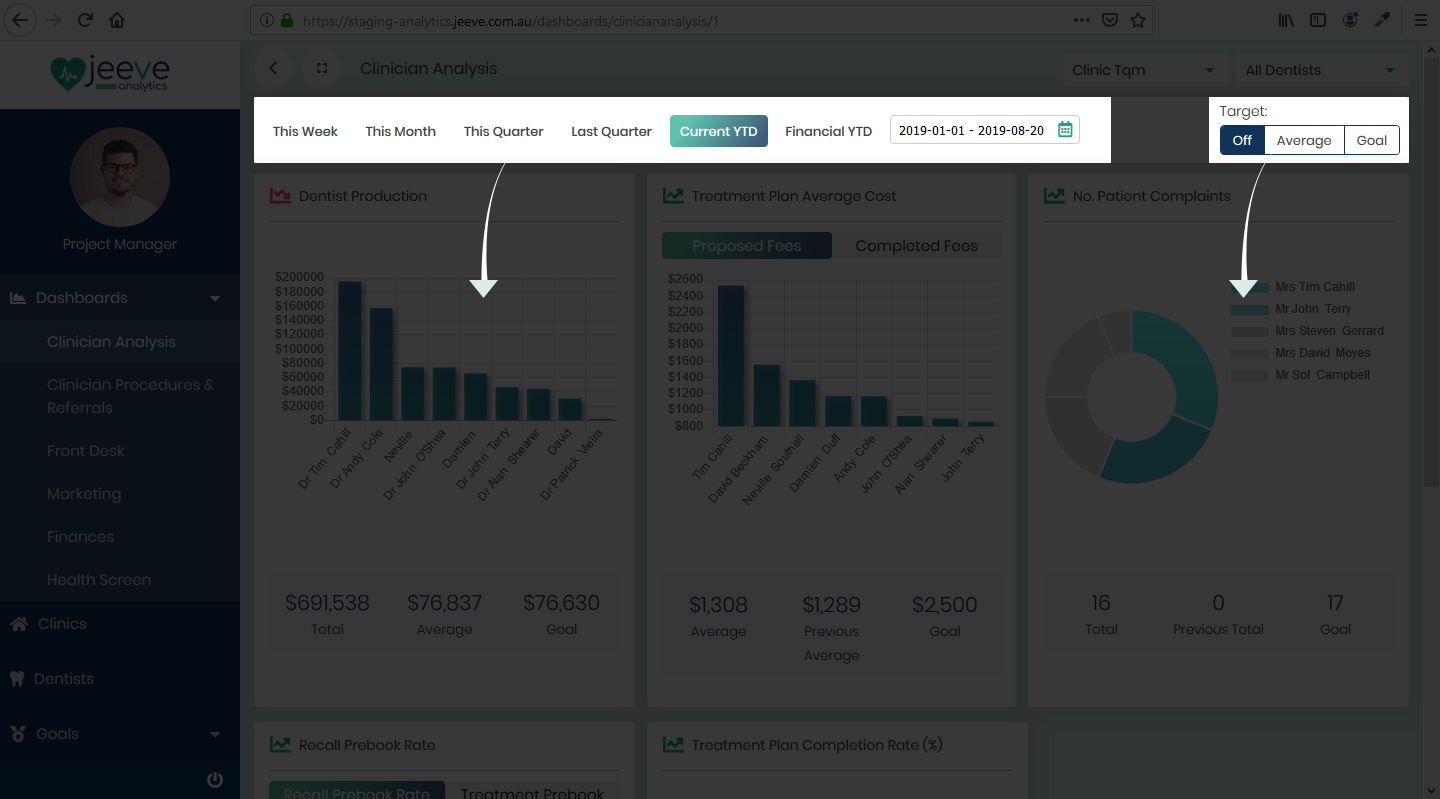 https://staging-analytics.jeeve.com.au/dashboards/cliniciananalysis/1
jeeve
analytics
Project Manager
Dashboards
Clinician Analysis
Clinician Procedures &
Referrals
Front Desk
Marketing
Finances
Health Screen
Clinics
Dentists
Goals
Clinician Analysis
Clinic Tqm
All Dentists
This Week
This Month
This Quarter
Last Quarter
Current YTD
Financial YTD
2019-01-01 - 2019-08-20
Target:
Off
Average
Goal
Dentist Production
$200000
$180000
$160000
$140000
$120000
$100000
$80000
$60000
$40000
$20000
$0
Dr Tim Cahill
Dr Andy Cole
Neville
Dr John O'Shea
Damien
Dr John Terry
Dr Alan Shearer
David
Dr Patrick Vieira
$691,538
Total
$76,837
Average
$76,630
Goal
Treatment Plan Average Cost
Proposed Fees
Completed Fees
$2600
$2400
$2200
$2000
$1800
$1600
$1400
$1200
$1000
$800
Tim Cahill
David Beckham
Neville Southall
Damien Duff
Andy Cole
John O'Shea
Alan Shearer
John Terry
$1,308
Average
$1,289
Previous
Average
$2,500
Goal
No. Patient Complaints
Mrs Tim Cahill
Mr John Terry
Mrs Steven Gerrard
Mrs David Moyes
Mr Sol Campbell
16
Total
0
Previous Total
17
Goal
Recall Prebook Rate
Recall Prebook Rate
Treatment Prebook
Treatment Plan Completion Rate (%)